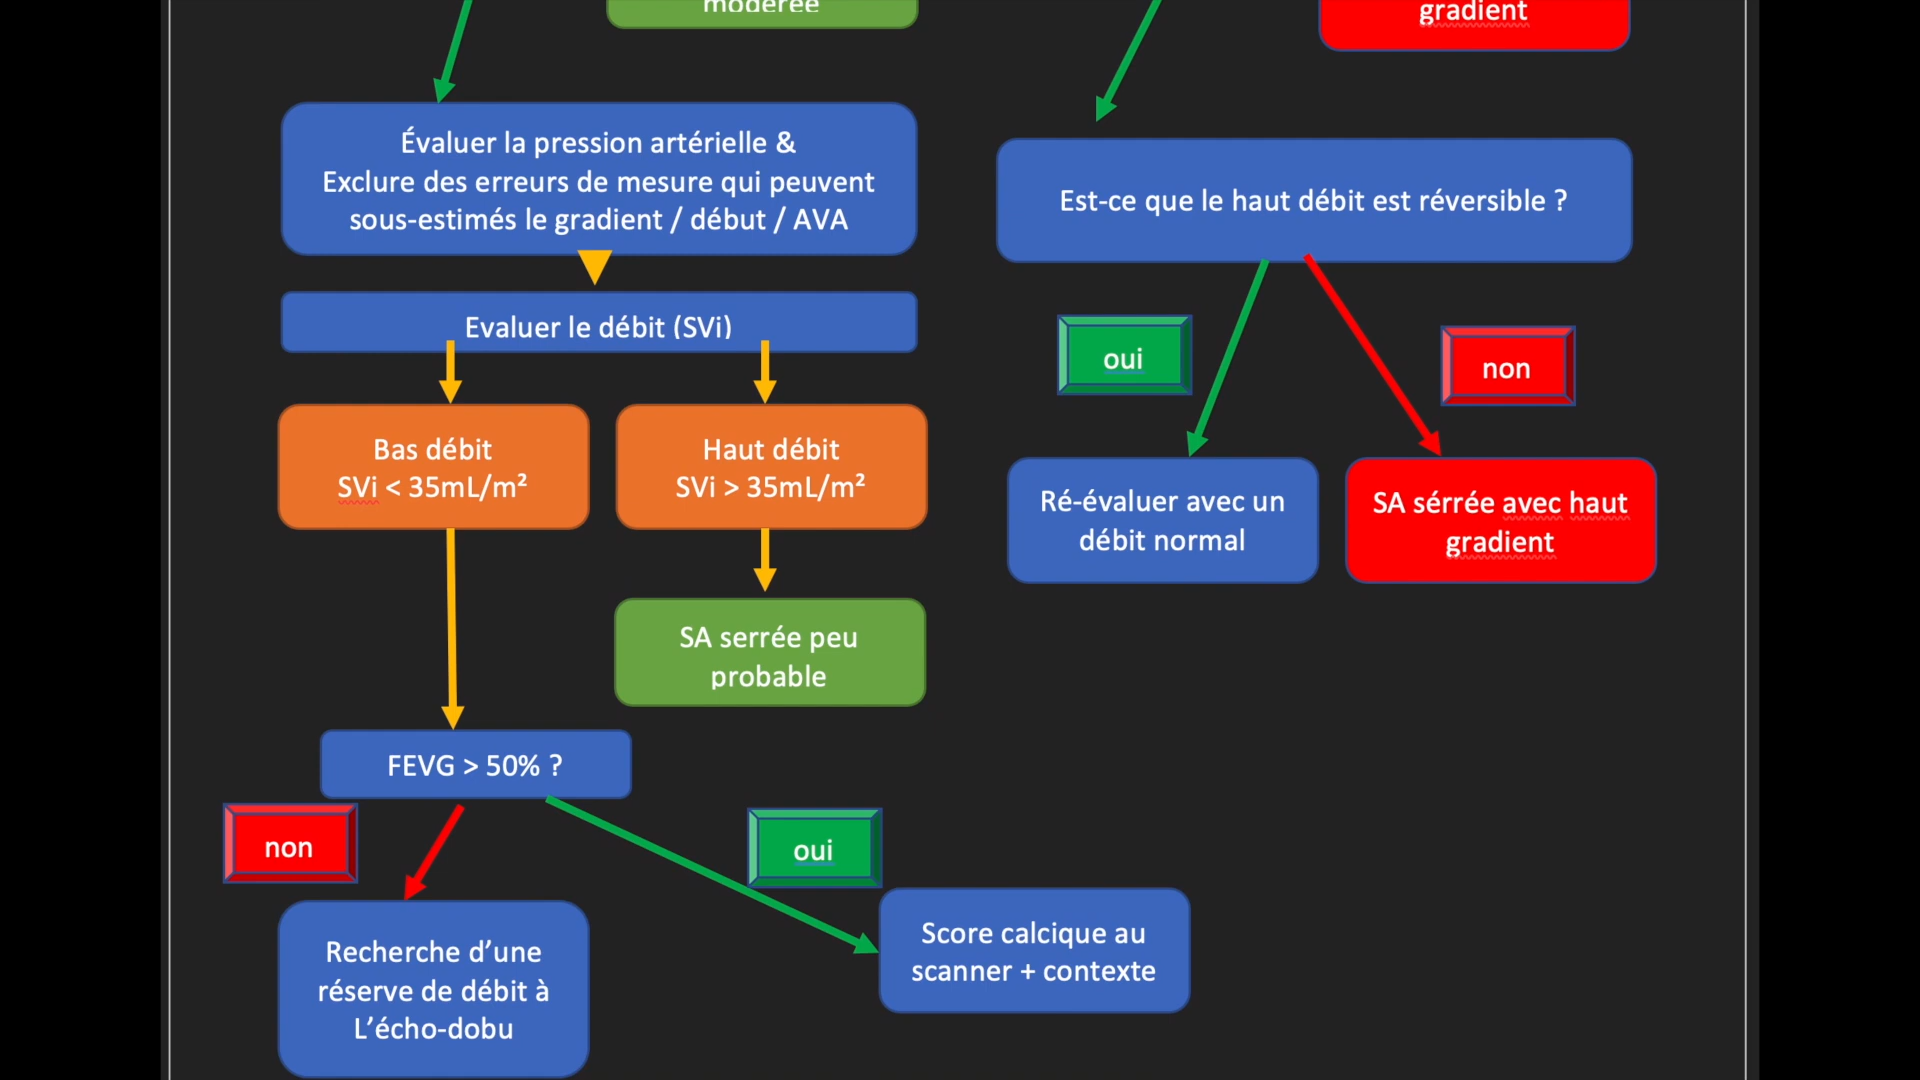 modérée
gradient
Évaluer la pression artérielle &
Exclure des erreurs de mesure qui peuvent
sous-estimés le gradient / début / AVA
Est-ce que le haut débit est réversible ?
Evaluer le débit (SVi)
oui
non
Bas débit
SVi < 35mL/m²
Haut débit
SVi > 35mL/m²
Ré-évaluer avec un
débit normal
SA sérrée avec haut
gradient
SA serrée peu
probable
FEVG > 50% ?
non
oui
Score calcique au
scanner + contexte
Recherche d’une
réserve de débit à
L’écho-dobu